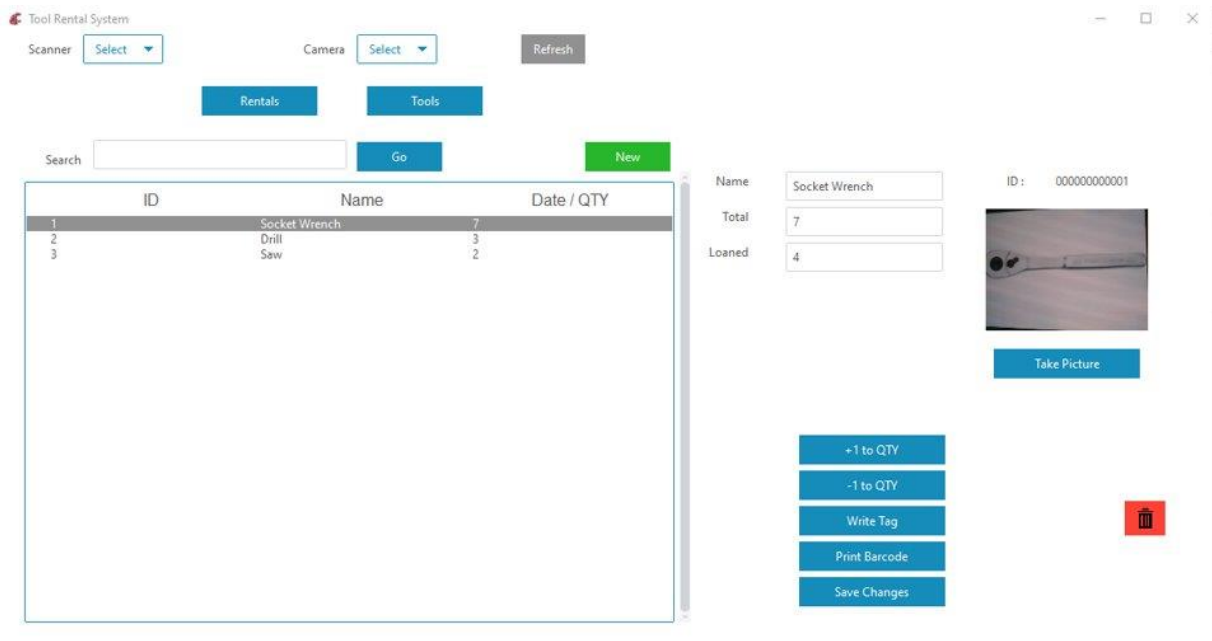 Tool Rental System
Scanner Select Camera Select Refresh
Rentals Tools
Search Go New
ID Name Date / QTY
1 Socket Wrench 7
2 Drill 3
3 Saw 2
Name Socket Wrench
Total 7
Loaned 4
ID : 000000000001
Take Picture
+1 to QTY
-1 to QTY
Write Tag
Print Barcode
Save Changes